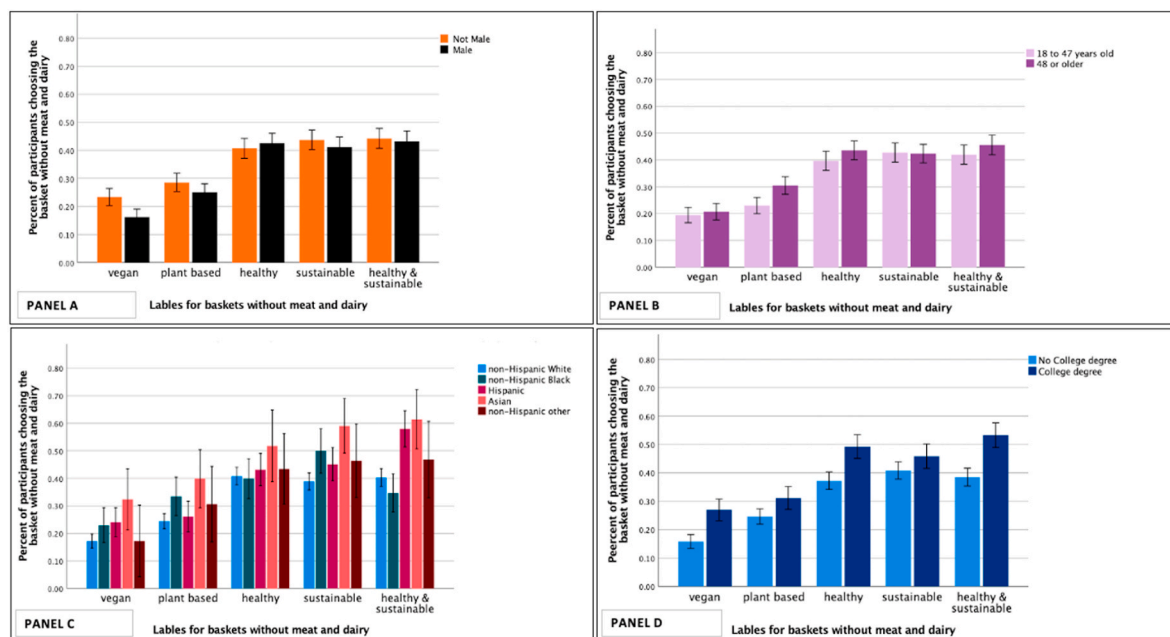 Percent of participants choosing the
basket without meat and dairy
0.80
0.70
0.60
0.50
0.40
0.30
0.20
0.10
0.00
Not Male
Male
vegan
plant based
healthy
sustainable
healthy &
sustainable
PANEL A
Lables for baskets without meat and dairy
Percent of participants choosing the
basket without meat and dairy
0.80
0.70
0.60
0.50
0.40
0.30
0.20
0.10
0.00
18 to 47 years old
48 or older
vegan
plant based
healthy
sustainable
healthy &
sustainable
PANEL B
Lables for baskets without meat and dairy
Percent of participants choosing the
basket without meat and dairy
0.80
0.70
0.60
0.50
0.40
0.30
0.20
0.10
0.00
non-Hispanic White
non-Hispanic Black
Hispanic
Asian
non-Hispanic other
vegan
plant based
healthy
sustainable
healthy &
sustainable
PANEL C
Lables for baskets without meat and dairy
Peercent of participants choosing the
basket without meat and dairy
0.80
0.70
0.60
0.50
0.40
0.30
0.20
0.10
0.00
No College degree
College degree
vegan
plant based
healthy
sustainable
healthy &
sustainable
PANEL D
Lables for baskets without meat and dairy